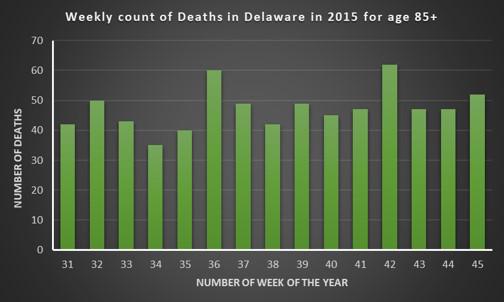 Weekly count of Deaths in Delaware in 2015 for age 85+
70
60
50
40
30
20
10
0
NUMBER OF DEATHS
31 32 33 34 35 36 37 38 39 40 41 42 43 44 45
NUMBER OF WEEK OF THE YEAR